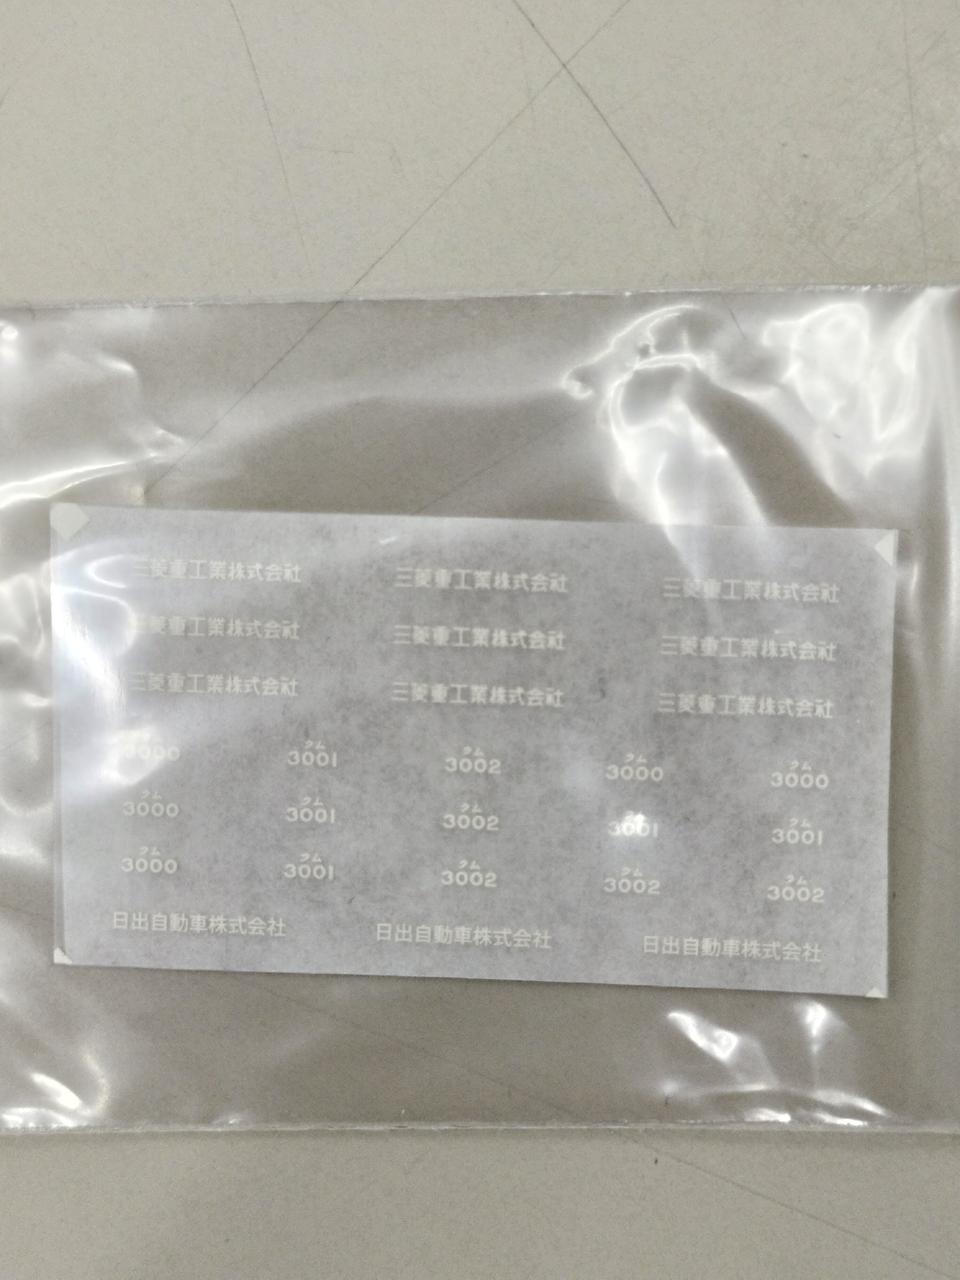 三菱重工業株式会社 三菱重工業株式会社 三菱重工業株式会社
三菱重工業株式会社 三菱重工業株式会社 三菱重工業株式会社
三菱重工業株式会社 三菱重工業株式会社 三菱重工業株式会社
クム クム クム クム
3000 3001 3002 3000 3000
クム クム クム クム
3000 3001 3002 3001 3001
クム クム クム クム クム
3000 3001 3002 3002 3002
日出自動車株式会社 日出自動車株式会社 日出自動車株式会社